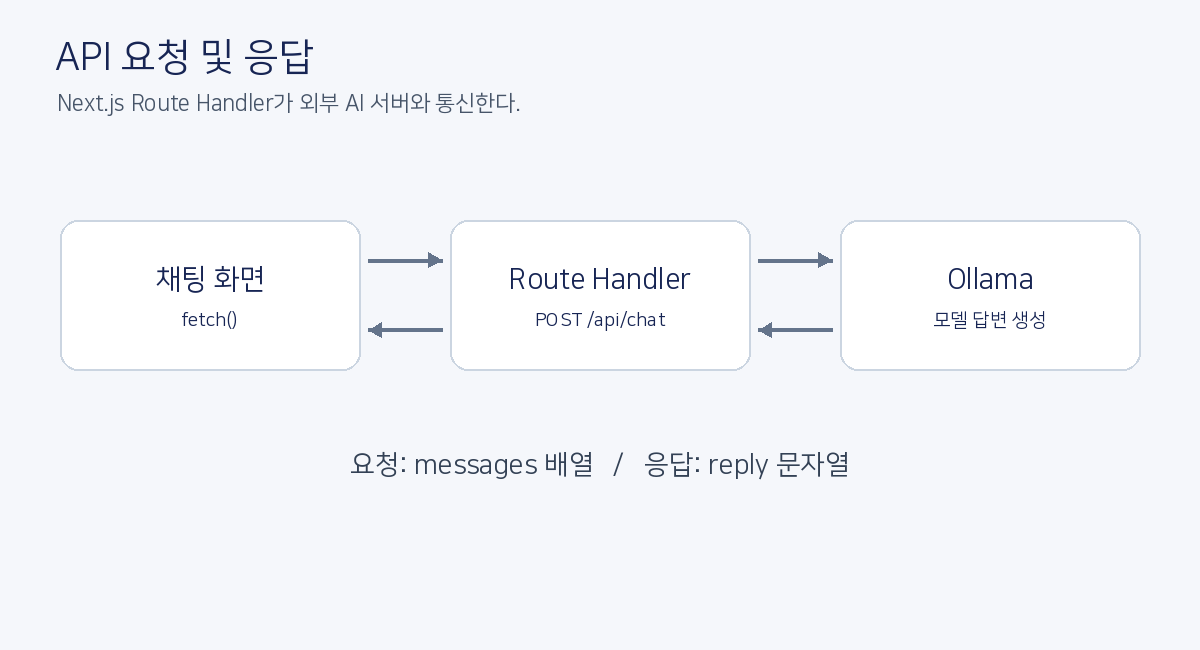 API 요청 및 응답
Next.js Route Handler가 외부 AI 서버와 통신한다.
채팅 화면
fetch()
Route Handler
POST /api/chat
Ollama
모델 답변 생성
요청: messages 배열 / 응답: reply 문자열